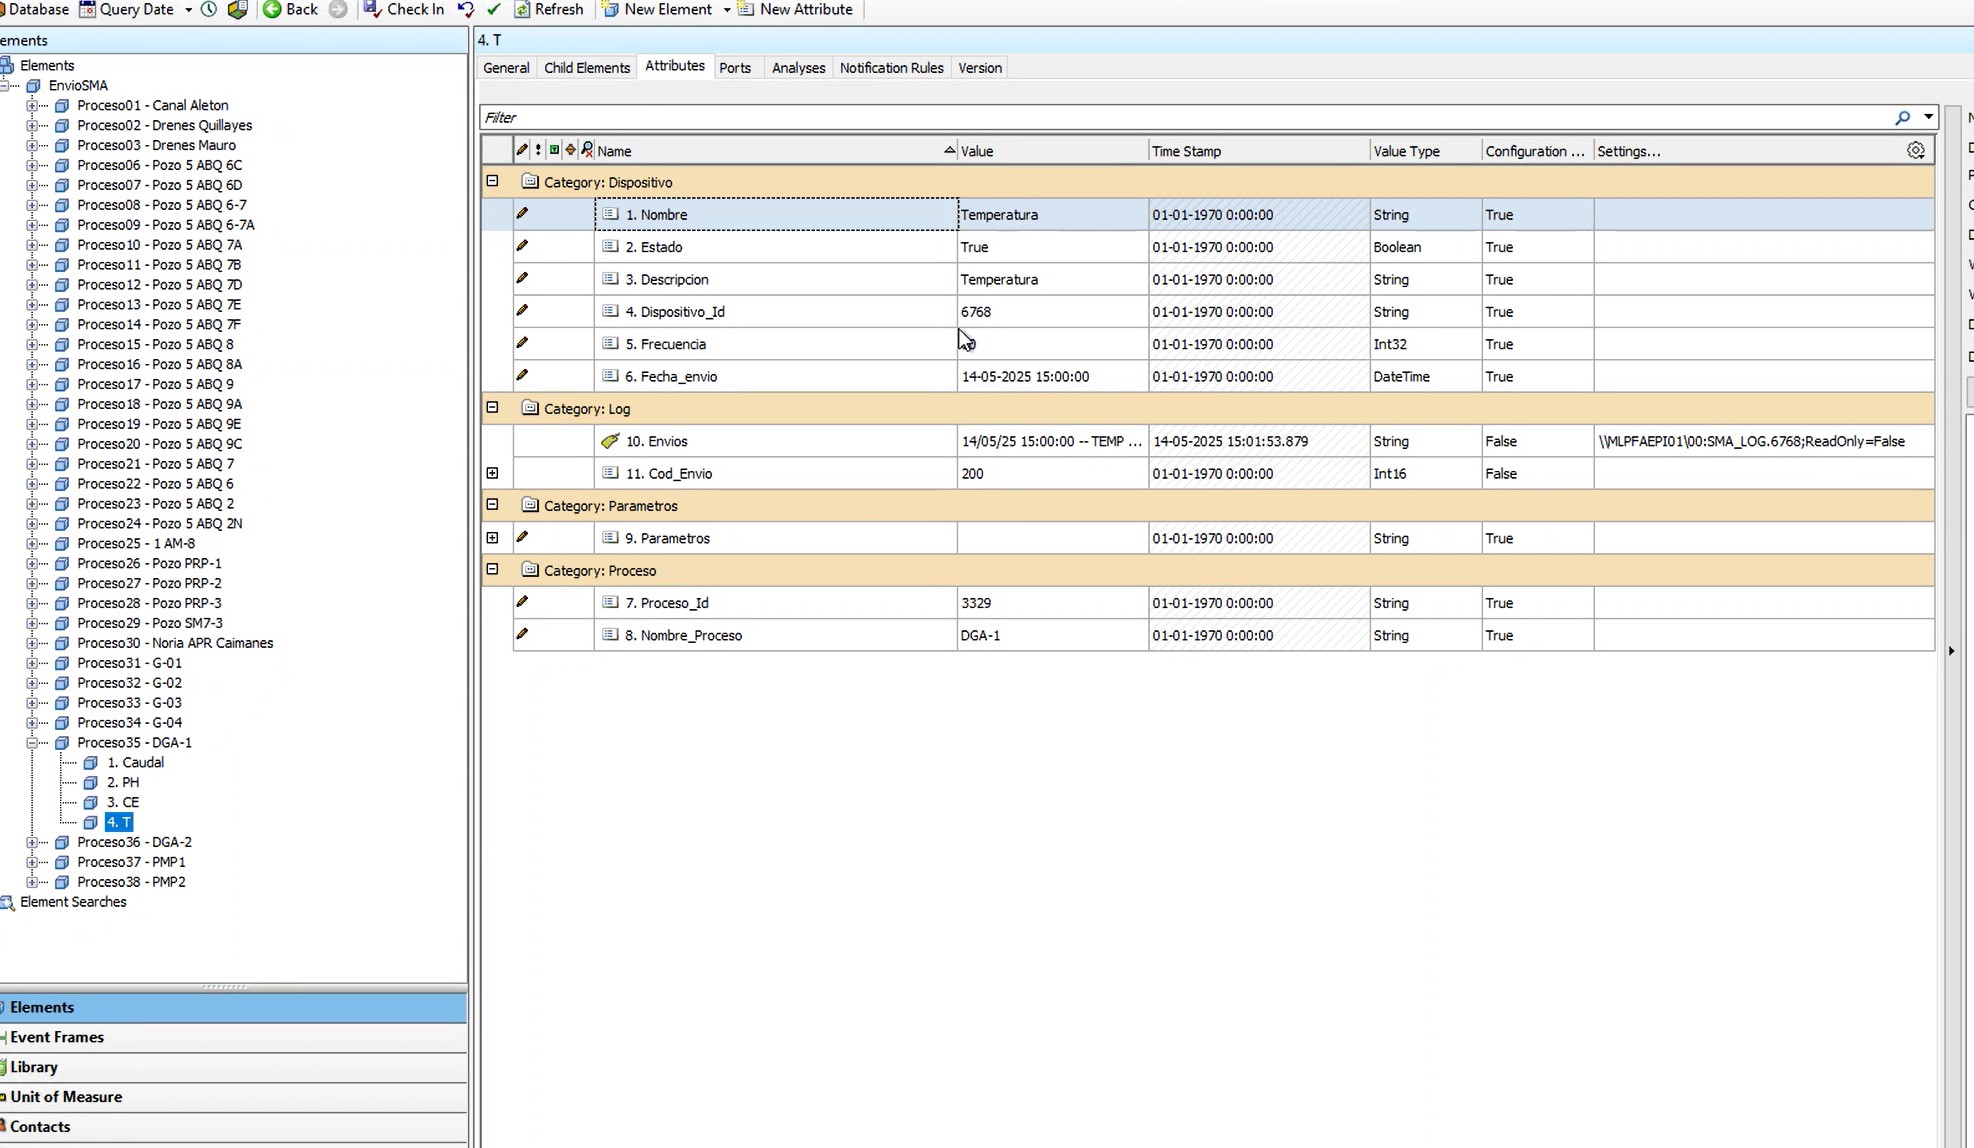 Database Query Date Back Check In Refresh New Element New Attribute
ements
Elements
EnvioSMA
Proceso01 - Canal Aleton
Proceso02 - Drenes Quillayes
Proceso03 - Drenes Mauro
Proceso06 - Pozo 5 ABQ 6C
Proceso07 - Pozo 5 ABQ 6D
Proceso08 - Pozo 5 ABQ 6-7
Proceso09 - Pozo 5 ABQ 6-7A
Proceso10 - Pozo 5 ABQ 7A
Proceso11 - Pozo 5 ABQ 7B
Proceso12 - Pozo 5 ABQ 7D
Proceso13 - Pozo 5 ABQ 7E
Proceso14 - Pozo 5 ABQ 7F
Proceso15 - Pozo 5 ABQ 8
Proceso16 - Pozo 5 ABQ 8A
Proceso17 - Pozo 5 ABQ 9
Proceso18 - Pozo 5 ABQ 9A
Proceso19 - Pozo 5 ABQ 9E
Proceso20 - Pozo 5 ABQ 9C
Proceso21 - Pozo 5 ABQ 7
Proceso22 - Pozo 5 ABQ 6
Proceso23 - Pozo 5 ABQ 2
Proceso24 - Pozo 5 ABQ 2N
Proceso25 - 1 AM-8
Proceso26 - Pozo PRP-1
Proceso27 - Pozo PRP-2
Proceso28 - Pozo PRP-3
Proceso29 - Pozo SM7-3
Proceso30 - Noria APR Caimanes
Proceso31 - G-01
Proceso32 - G-02
Proceso33 - G-03
Proceso34 - G-04
Proceso35 - DGA-1
1. Caudal
2. PH
3. CE
4. T
Proceso36 - DGA-2
Proceso37 - PMP1
Proceso38 - PMP2
Element Searches
Elements
Event Frames
Library
Unit of Measure
Contacts
4. T
General Child Elements Attributes Ports Analyses Notification Rules Version
Filter
Name Value Time Stamp Value Type Configuration ... Settings...
Category: Dispositivo
1. Nombre Temperatura 01-01-1970 0:00:00 String True
2. Estado True 01-01-1970 0:00:00 Boolean True
3. Descripcion Temperatura 01-01-1970 0:00:00 String True
4. Dispositivo_Id 6768 01-01-1970 0:00:00 String True
5. Frecuencia 01-01-1970 0:00:00 Int32 True
6. Fecha_envio 14-05-2025 15:00:00 01-01-1970 0:00:00 DateTime True
Category: Log
10. Envios 14/05/25 15:00:00 -- TEMP ... 14-05-2025 15:01:53.879 String False \\MLPFAEPI01\00:SMA_LOG.6768;ReadOnly=False
11. Cod_Envio 200 01-01-1970 0:00:00 Int16 False
Category: Parametros
9. Parametros 01-01-1970 0:00:00 String True
Category: Proceso
7. Proceso_Id 3329 01-01-1970 0:00:00 String True
8. Nombre_Proceso DGA-1 01-01-1970 0:00:00 String True